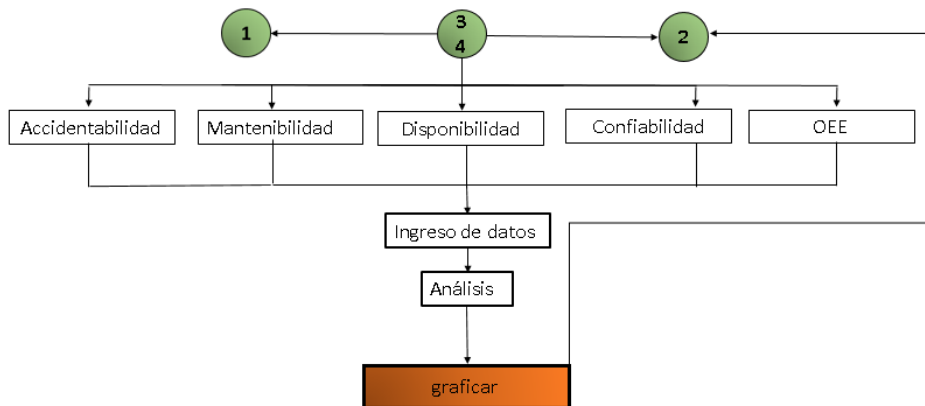 1
3
4
2
Accidentabilidad
Mantenibilidad
Disponibilidad
Confiabilidad
OEE
Ingreso de datos
Análisis
graficar